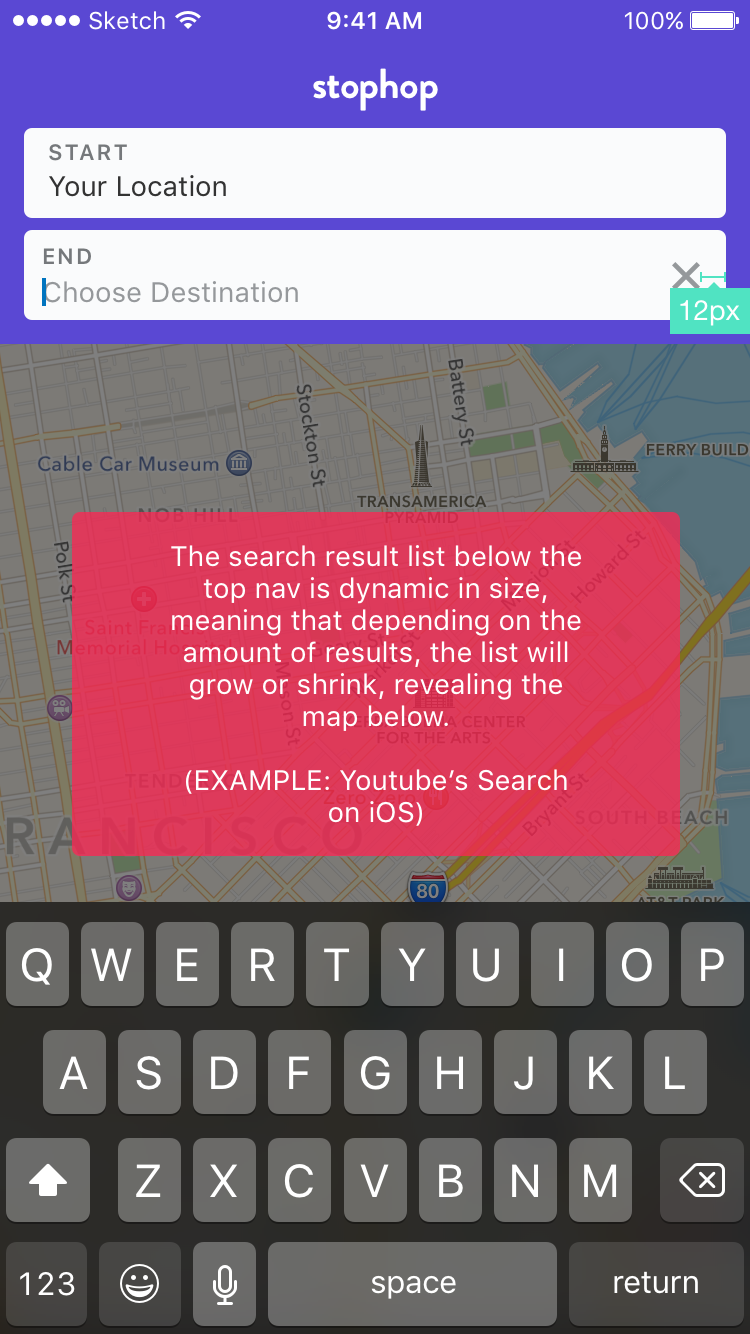 Sketch 9:41 AM 100%
stophop
START
Your Location
END
Choose Destination
12px
Battery St
Stockton St
FERRY BUILD
Cable Car Museum
TRANSAMERICA
PYRAMID
NOB HILL
Polk St
Howard St
The search result list below the
top nav is dynamic in size,
meaning that depending on the
amount of results, the list will
grow or shrink, revealing the
map below.
(EXAMPLE: Youtube’s Search
on iOS)
Mason St
CENTER
FOR THE ARTS
TEND
Bryant St
SOUTH BEACH
RANCISCO
80
AT&T PARK
Q W E R T Y U I O P
A S D F G H J K L
Z X C V B N M
123 space return